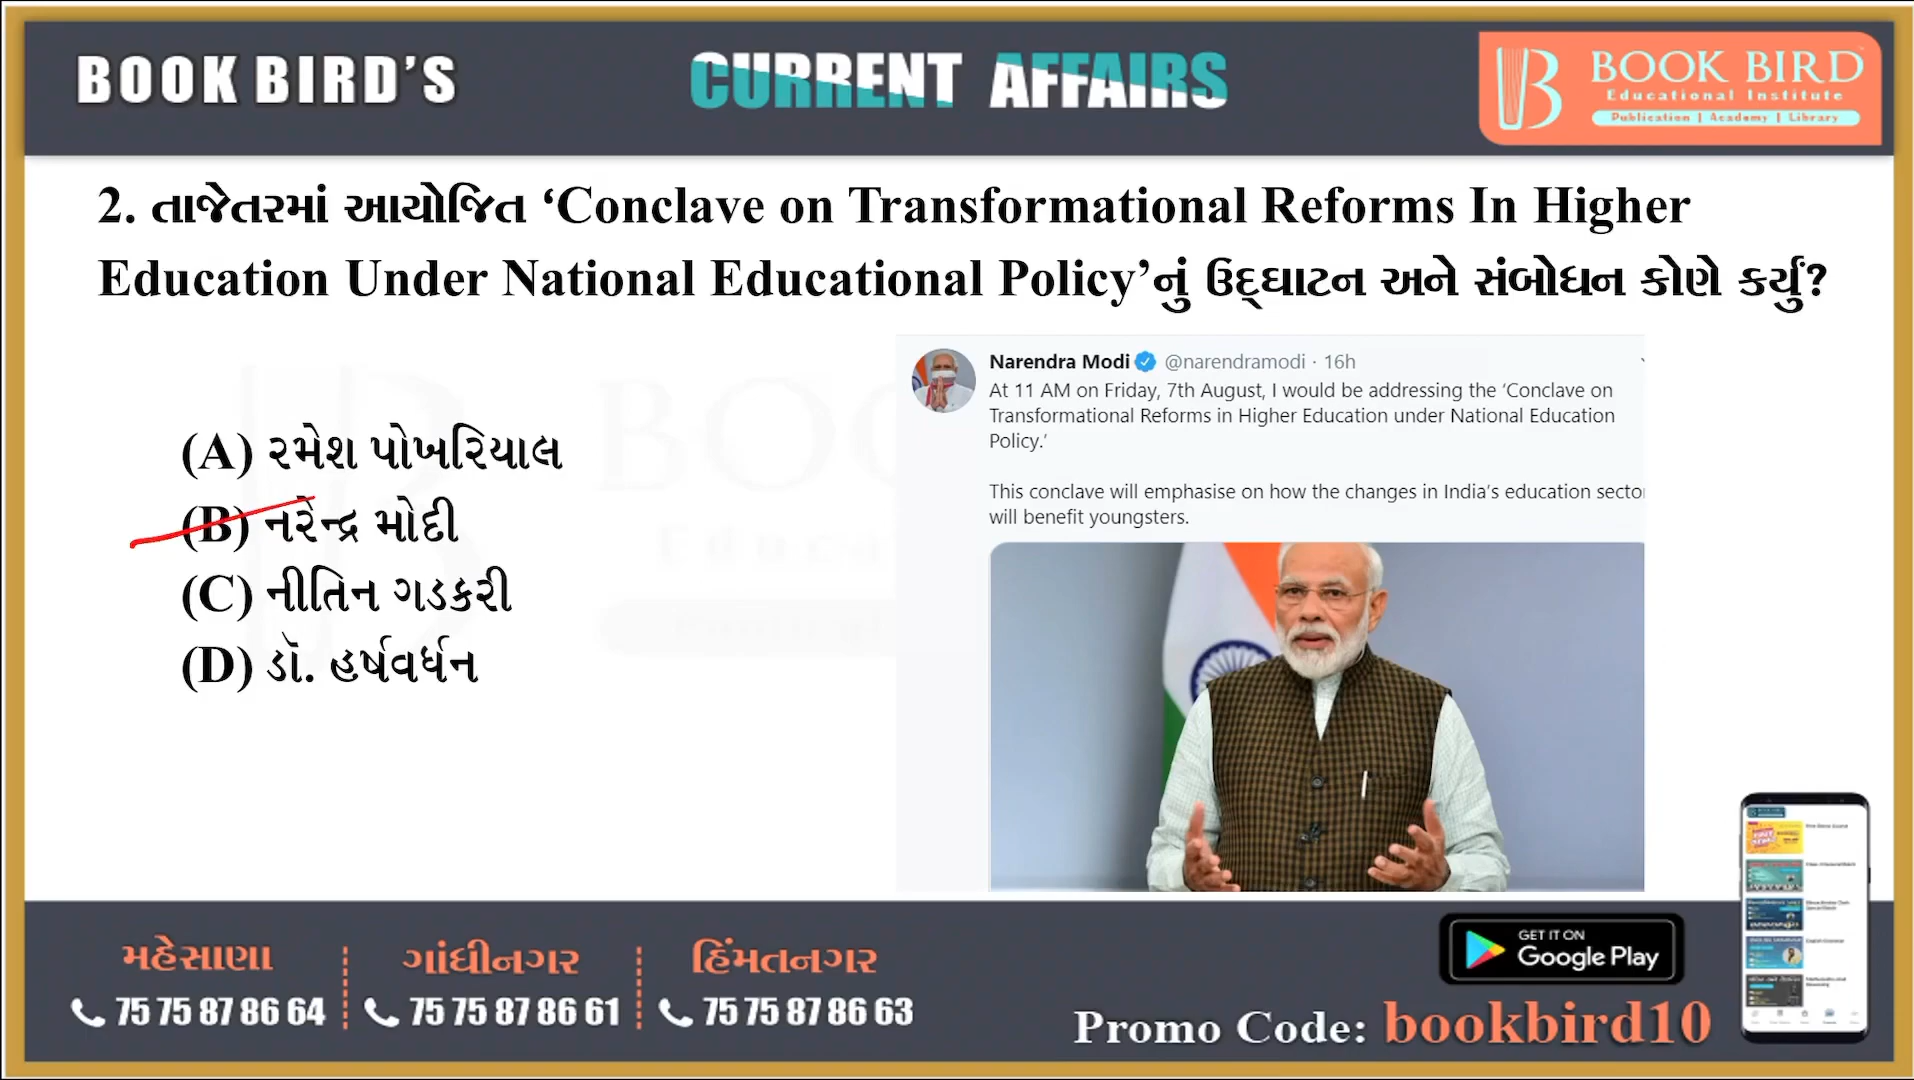 BOOK BIRD'S
CURRENT AFFAIRS
BOOK BIRD
Educational Institute
Publication | Academy | Library
2. તાજેતરમાં આયોજિત ‘Conclave on Transformational Reforms In Higher
Education Under National Educational Policy’નું ઉદ્ઘાટન અને સંબોધન કોણે કર્યું?
(A) રમેશ પોખરિયાલ
(B) નરેન્દ્ર મોદી
(C) નીતિન ગડકરી
(D) ડૉ. હર્ષવર્ધન
Narendra Modi @narendramodi · 16h
At 11 AM on Friday, 7th August, I would be addressing the ‘Conclave on
Transformational Reforms in Higher Education under National Education
Policy.’
This conclave will emphasise on how the changes in India’s education sector
will benefit youngsters.
મહેસાણા
75 75 87 86 64
ગાંધીનગર
75 75 87 86 61
હિંમતનગર
75 75 87 86 63
GET IT ON
Google Play
Promo Code: bookbird10